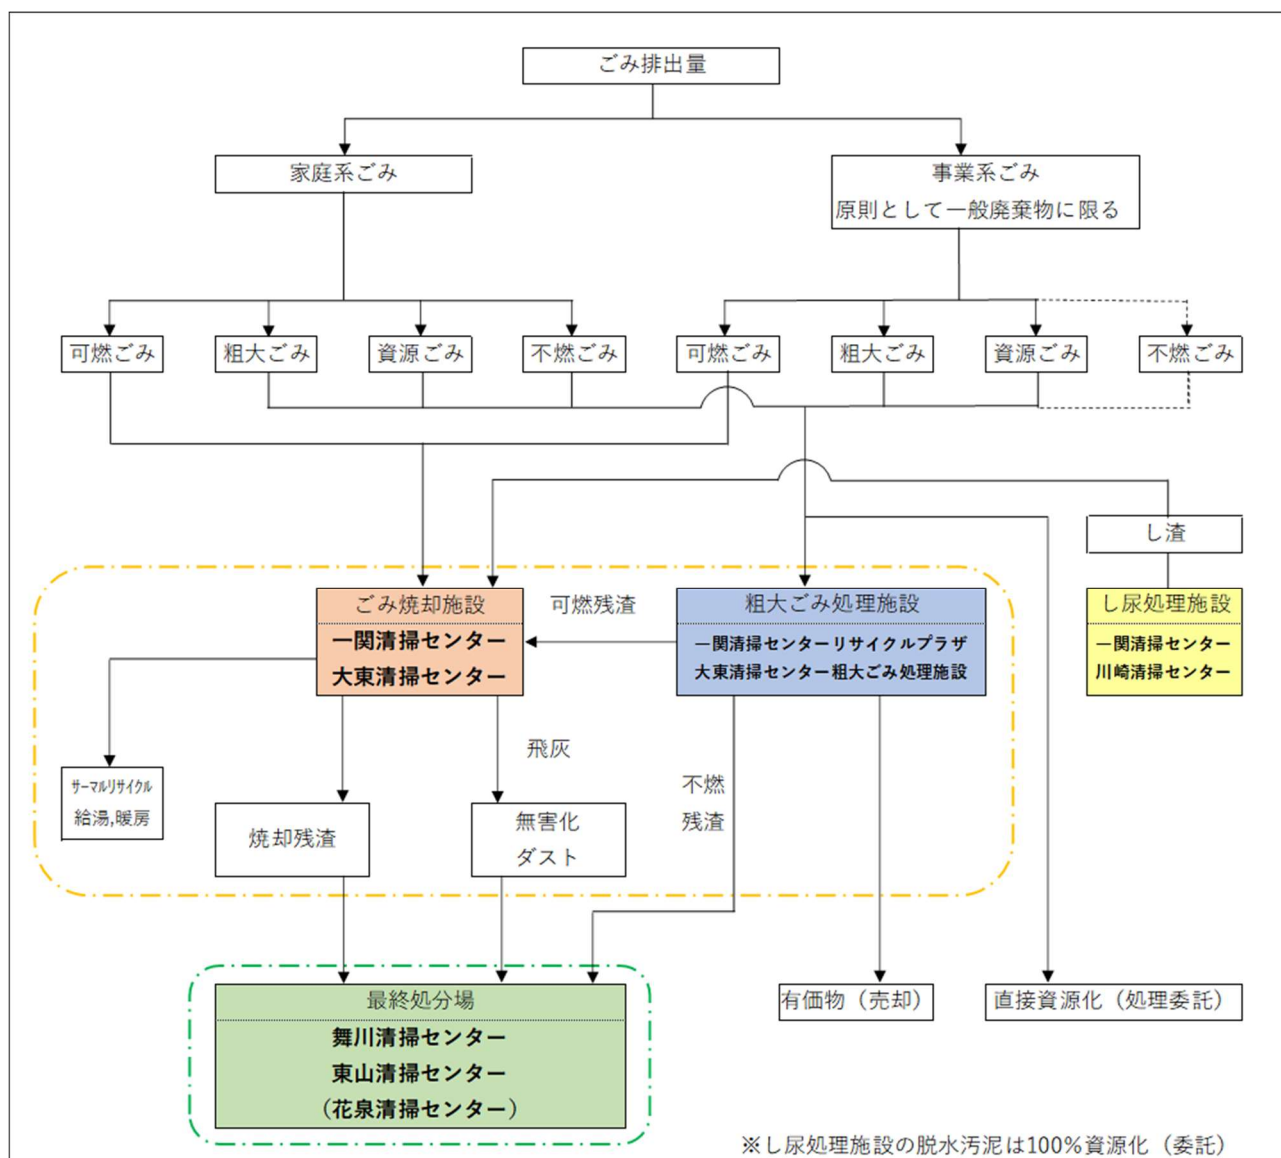 ごみ排出量
家庭系ごみ
事業系ごみ
原則として一般廃棄物に限る
可燃ごみ
粗大ごみ
資源ごみ
不燃ごみ
可燃ごみ
粗大ごみ
資源ごみ
不燃ごみ
し渣
ごみ焼却施設
一関清掃センター
大東清掃センター
可燃残渣
粗大ごみ処理施設
一関清掃センターリサイクルプラザ
大東清掃センター粗大ごみ処理施設
し尿処理施設
一関清掃センター
川崎清掃センター
飛灰
不燃
残渣
サーマルリサイクル
給湯,暖房
焼却残渣
無害化
ダスト
最終処分場
舞川清掃センター
東山清掃センター
（花泉清掃センター）
有価物（売却）
直接資源化（処理委託）
※し尿処理施設の脱水汚泥は100%資源化（委託）